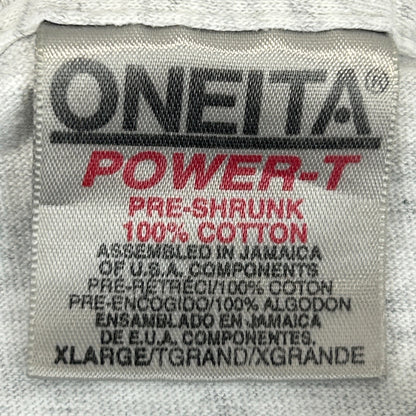 ONEITA®
POWER-T
PRE-SHRUNK
100% COTTON
ASSEMBLED IN JAMAICA
OF U.S.A. COMPONENTS
PRE-RETRECI/100% COTON
PRE-ENCOGIDO/100% ALGODON
ENSAMBLADO EN JAMAICA
DE E.U.A. COMPONENTES.
XLARGE/TGRAND/XGRANDE